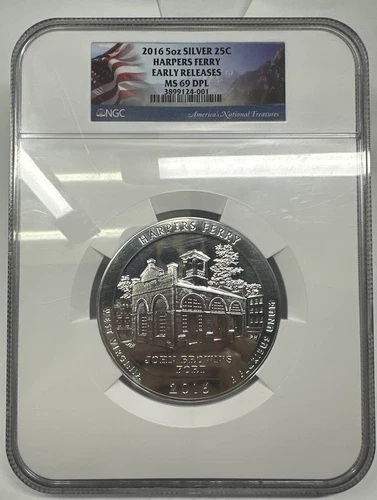 2016 5oz SILVER 25C
HARPERS FERRY
EARLY RELEASES
MS 69 DPL
3899124-001
NGC
America's National Treasures
HARPERS FERRY
WEST VIRGINIA
JOHN BROWN'S
FORT
2016
E PLURIBUS UNUM